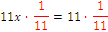 11x · 1/11 = 11 · 1/11